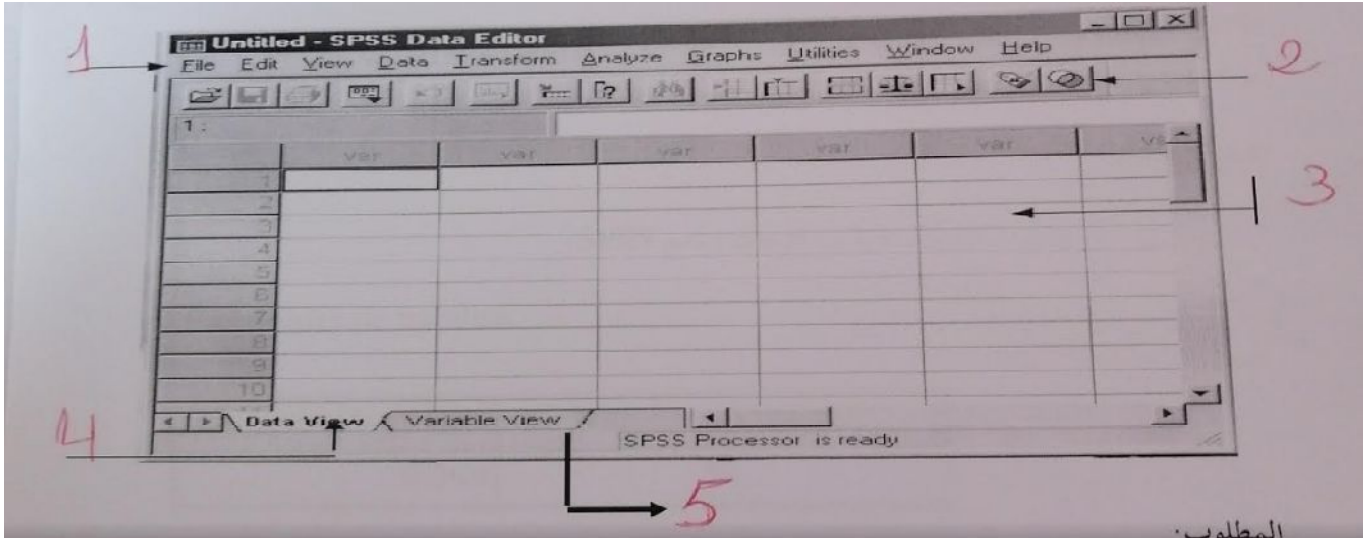 Untitled - SPSS Data Editor
1
File Edit View Data Transform Analyze Graphs Utilities Window Help
2
1 :
var var var var var
1
2
3
3
4
5
6
7
8
9
10
4
Data View Variable View
SPSS Processor is ready
5
المطلوب: